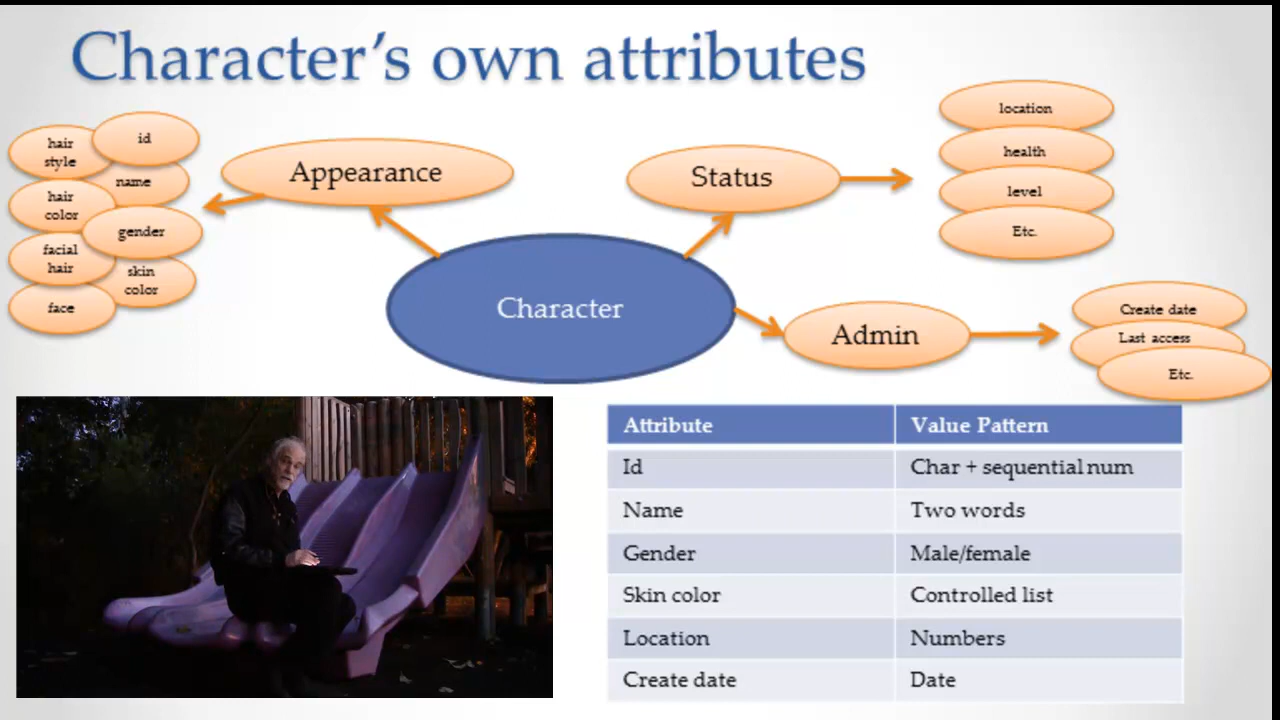 Character's own attributes
hair
style
id
name
hair
color
gender
facial
hair
skin
color
face
Appearance
Status
location
health
level
Etc.
Character
Admin
Create date
Last access
Etc.
Attribute Value Pattern
Id Char + sequential num
Name Two words
Gender Male/female
Skin color Controlled list
Location Numbers
Create date Date